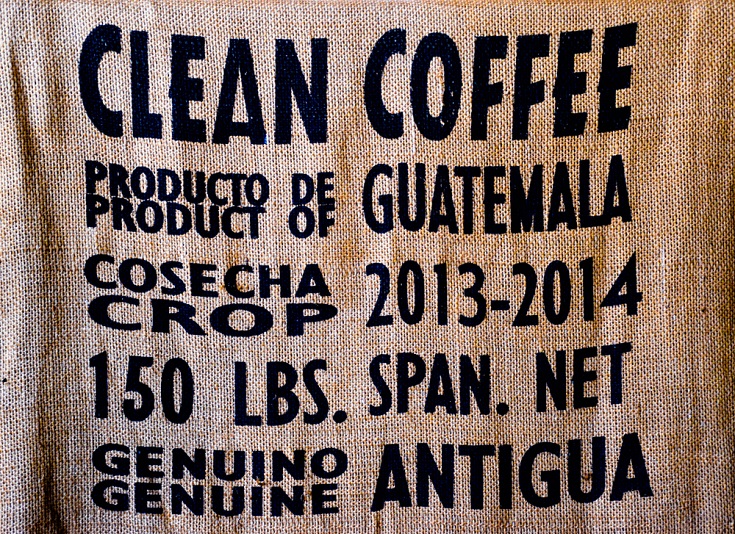 CLEAN COFFEE
PRODUCTO DE
PRODUCT OF
GUATEMALA
COSECHA
CROP
2013-2014
150 LBS. SPAN. NET
GENUINO
GENUINE
ANTIGUA